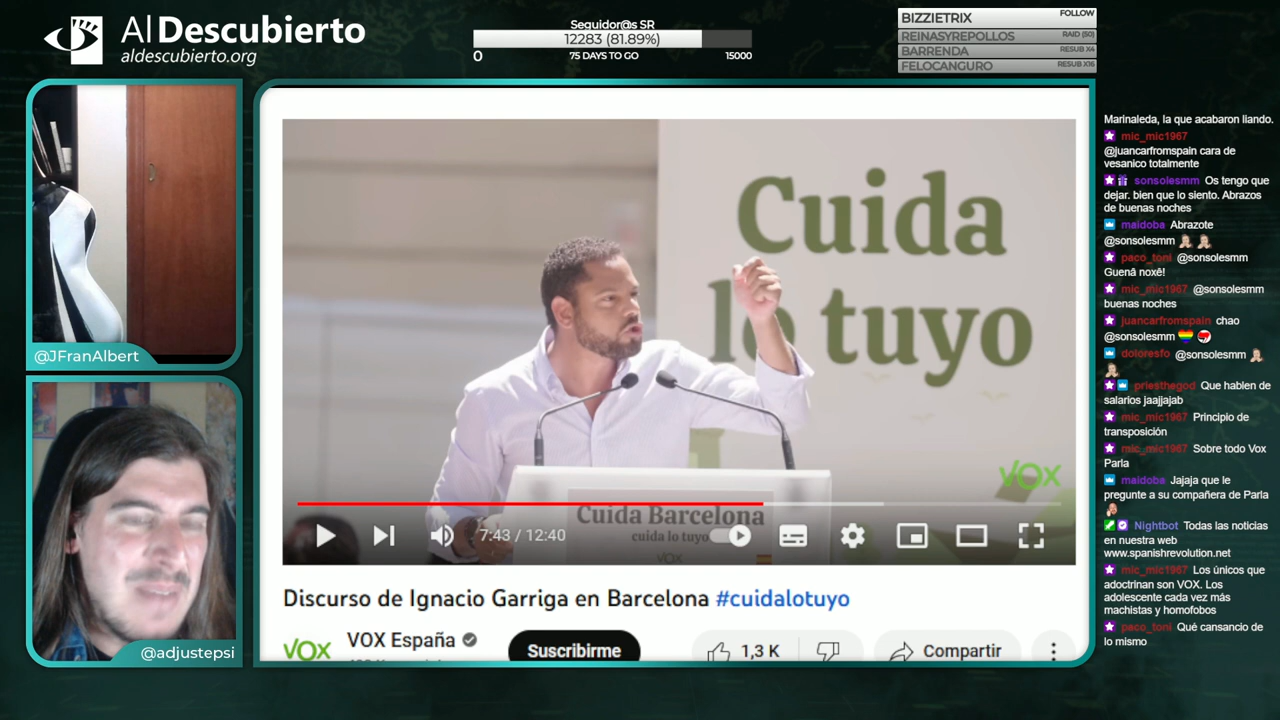 Al Descubierto
aldescubierto.org
Seguidor@s SR
12283 (81.89%)
0
75 DAYS TO GO
15000
BIZZIETRIX
FOLLOW
REINASYREPOLLOS
RAID (50)
BARRENDA
RESUB X4
FELOCANGURO
RESUB X16
@JFranAlbert
@adjustepsi
Cuida
lo tuyo
VOX
Cuida Barcelona
cuida lo tuyo
VOX
7:43 / 12:40
Discurso de Ignacio Garriga en Barcelona #cuidalotuyo
VOX
VOX España
Suscribirme
1,3 K
Compartir
Marinaleda, la que acabaron liando.
mic_mic1967
@juancarfromspain cara de
vesanico totalmente
sonsolesmm Os tengo que
dejar. bien que lo siento. Abrazos
de buenas noches
maidoba Abrazote
@sonsolesmm
paco_toni @sonsolesmm
Guenâ noxê!
mic_mic1967 @sonsolesmm
buenas noches
juancarfromspain chao
@sonsolesmm
doloresfo @sonsolesmm
priesthegod Que hablen de
salarios jaajjajab
mic_mic1967 Principio de
transposición
mic_mic1967 Sobre todo Vox
Parla
maidoba Jajaja que le
pregunte a su compañera de Parla
Nightbot Todas las noticias
en nuestra web
www.spanishrevolution.net
mic_mic1967 Los únicos que
adoctrinan son VOX. Los
adolescente cada vez más
machistas y homofobos
paco_toni Qué cansancio de
lo mismo